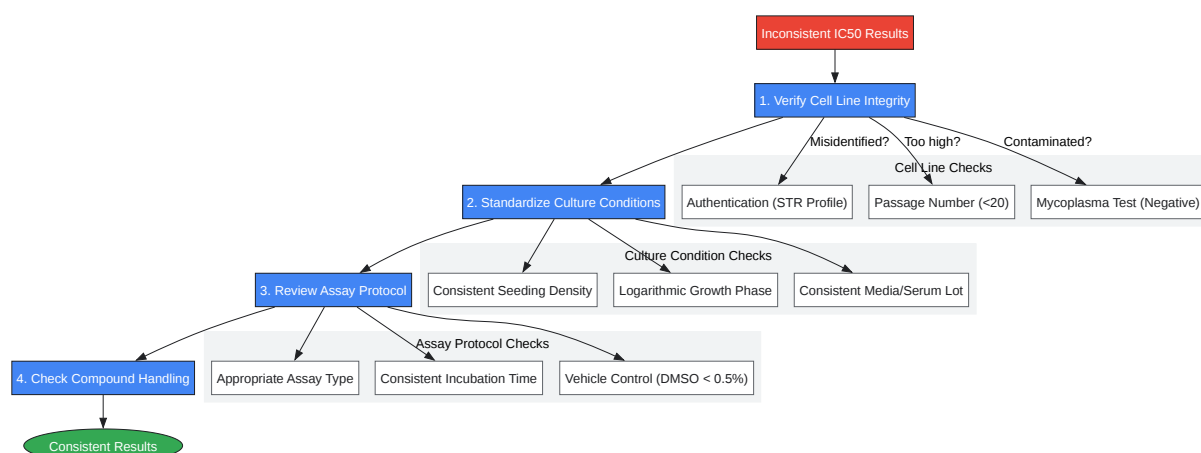 Inconsistent IC50 Results
1. Verify Cell Line Integrity
Misidentified?
Too high?
Contaminated?
Cell Line Checks
2. Standardize Culture Conditions
Authentication (STR Profile)
Passage Number (<20)
Mycoplasma Test (Negative)
Culture Condition Checks
3. Review Assay Protocol
Consistent Seeding Density
Logarithmic Growth Phase
Consistent Media/Serum Lot
Assay Protocol Checks
4. Check Compound Handling
Appropriate Assay Type
Consistent Incubation Time
Vehicle Control (DMSO < 0.5%)
Consistent Results